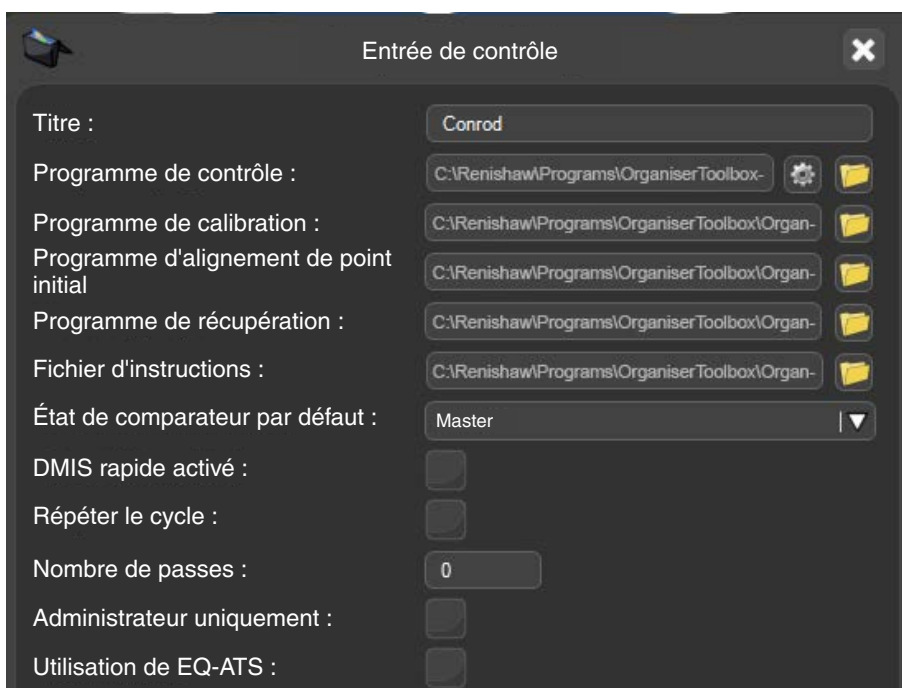 Entrée de contrôle
Titre :
Conrod
Programme de contrôle :
C:\Renishaw\Programs\OrganiserToolbox-
Programme de calibration :
C:\Renishaw\Programs\OrganiserToolbox\Organ-
Programme d'alignement de point
initial
C:\Renishaw\Programs\OrganiserToolbox\Organ-
Programme de récupération :
C:\Renishaw\Programs\OrganiserToolbox\Organ-
Fichier d'instructions :
C:\Renishaw\Programs\OrganiserToolbox\Organ-
État de comparateur par défaut :
Master
DMIS rapide activé :
Répéter le cycle :
Nombre de passes :
0
Administrateur uniquement :
Utilisation de EQ-ATS :